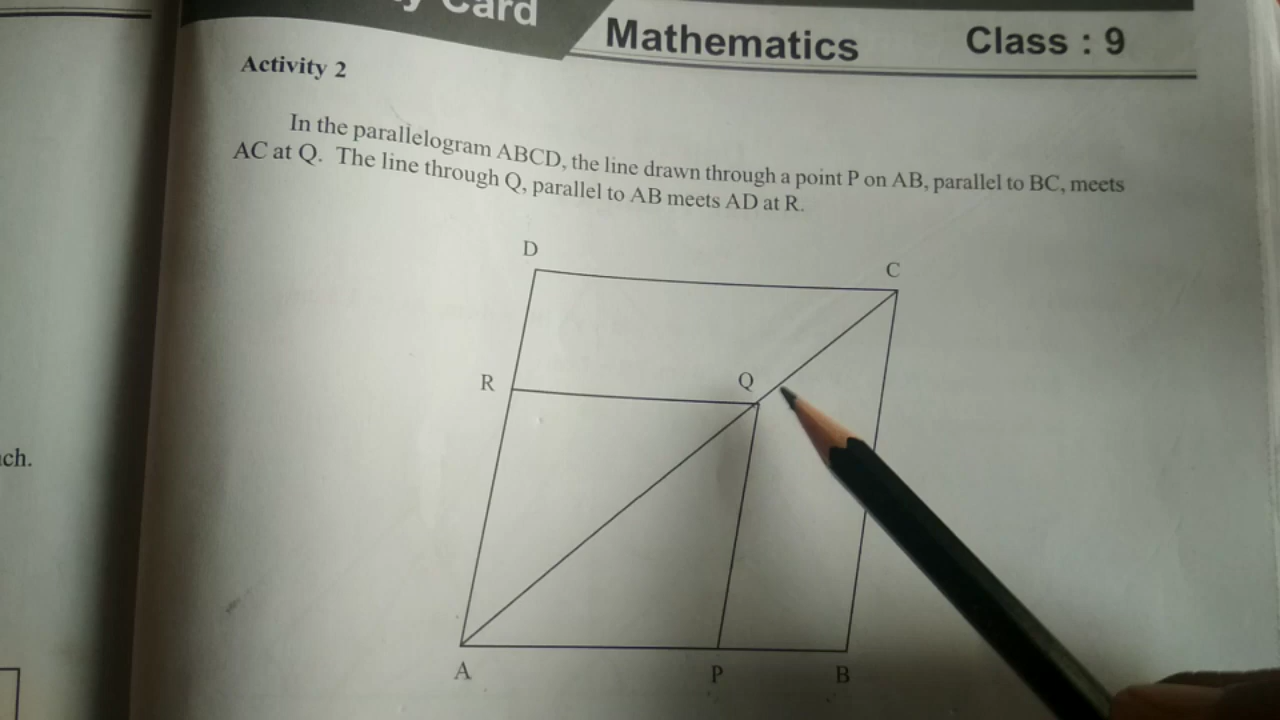 Card
Mathematics Class : 9
Activity 2
In the parallelogram ABCD, the line drawn through a point P on AB, parallel to BC, meets
AC at Q. The line through Q, parallel to AB meets AD at R.
D
C
R
Q
ch.
A
P
B